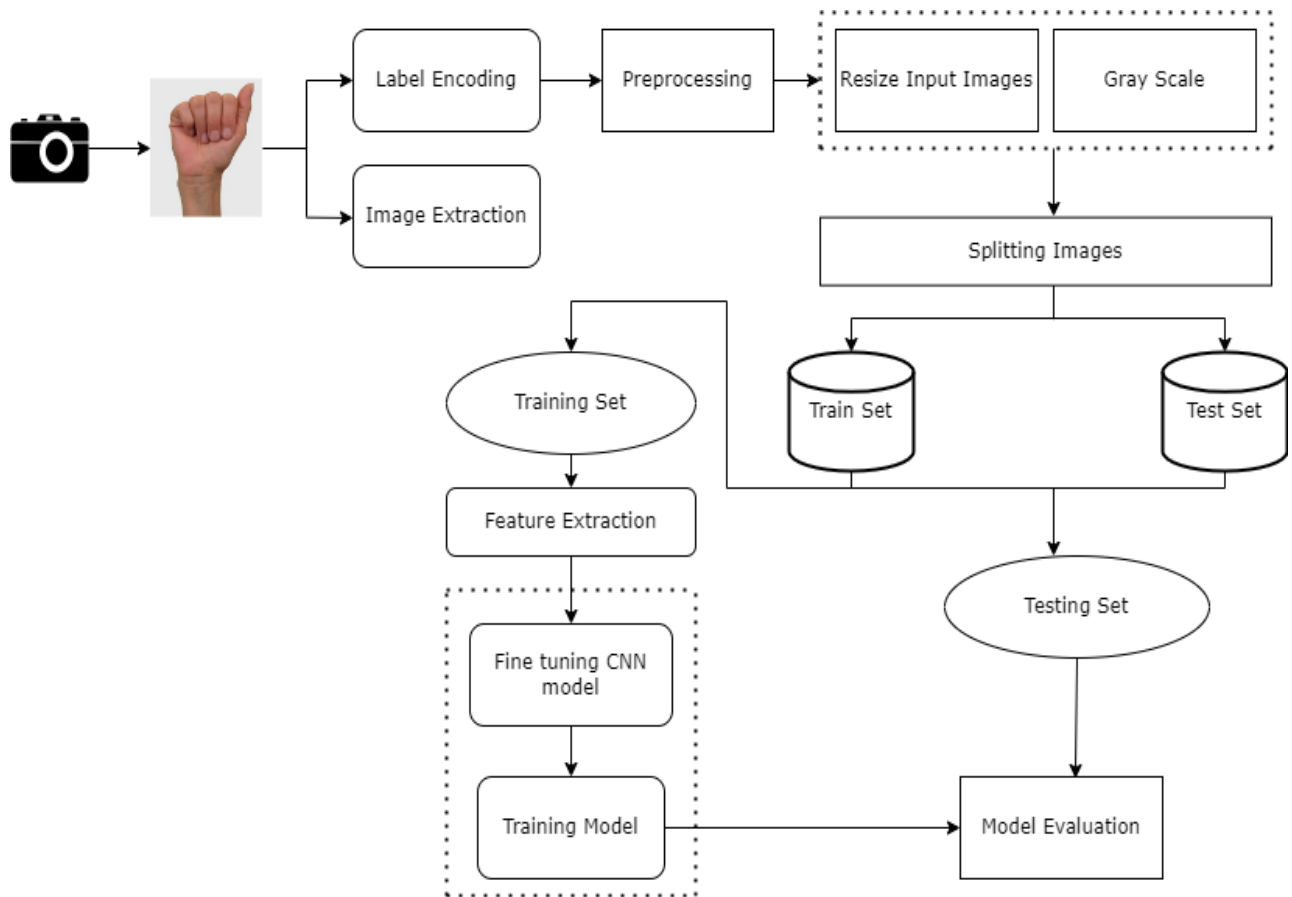 Label Encoding
Preprocessing
Resize Input Images
Gray Scale
Image Extraction
Splitting Images
Training Set
Train Set
Test Set
Feature Extraction
Testing Set
Fine tuning CNN
model
Training Model
Model Evaluation